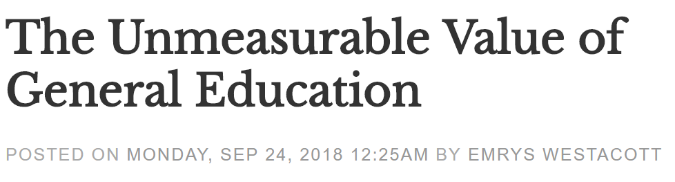 The Unmeasurable Value of
General Education
POSTED ON MONDAY, SEP 24, 2018 12:25AM BY EMRYS WESTACOTT